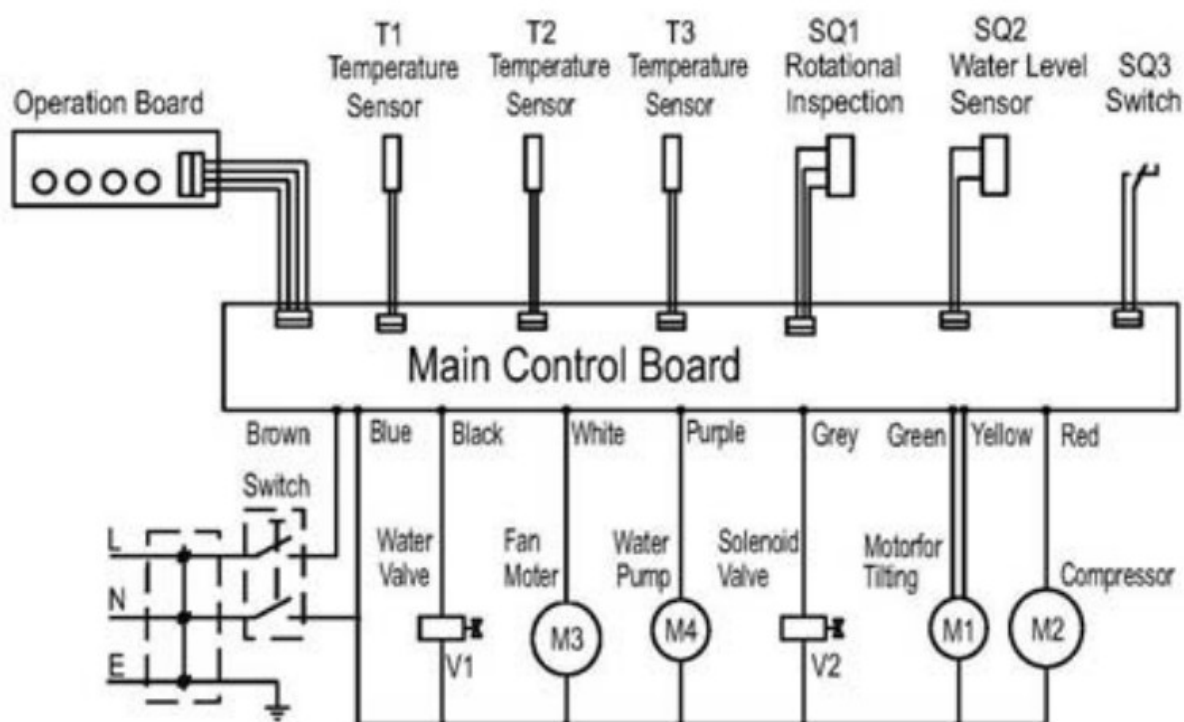 T1
Temperature
Sensor
T2
Temperature
Sensor
T3
Temperature
Sensor
SQ1
Rotational
Inspection
SQ2
Water Level
Sensor
SQ3
Switch
Operation Board
Main Control Board
Brown
Blue
Black
White
Purple
Grey
Green
Yellow
Red
Switch
L
N
E
Water
Valve
V1
Fan
Moter
M3
Water
Pump
M4
Solenoid
Valve
V2
Motorfor
Tilting
M1
Compressor
M2